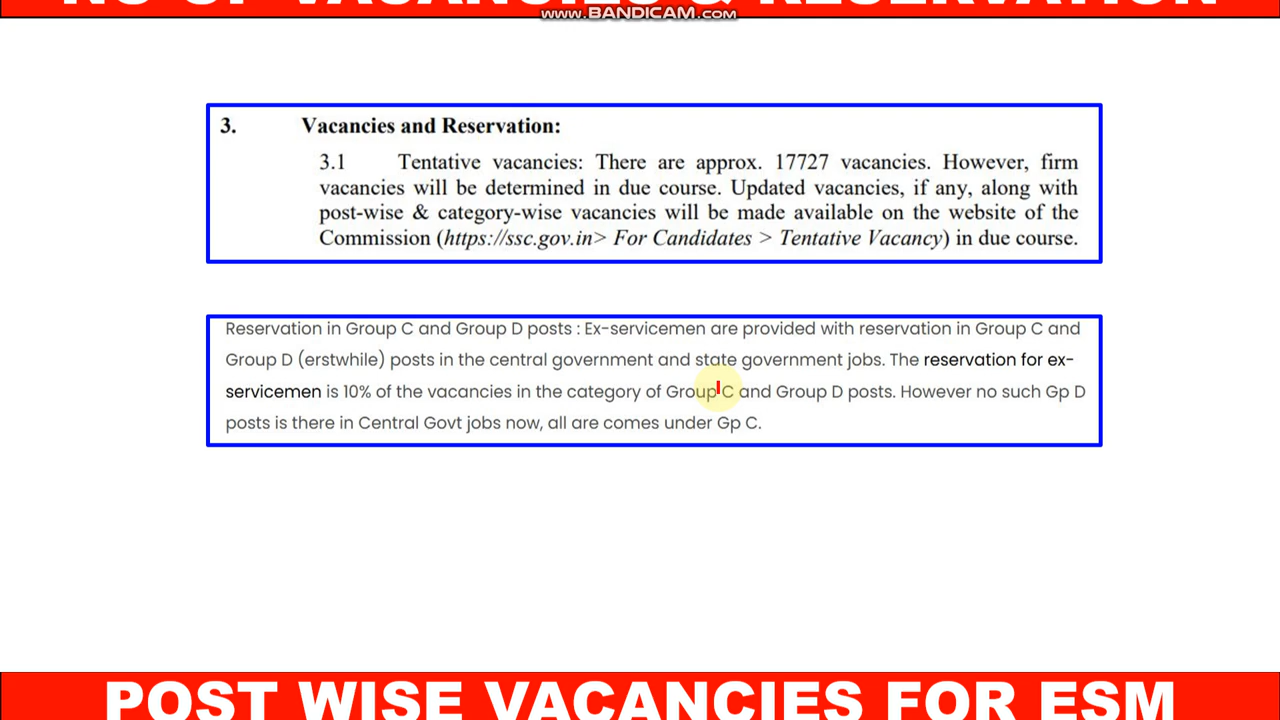 NO OF VACANCIES & RESERVATION
www.BANDICAM.com
3. Vacancies and Reservation:
3.1 Tentative vacancies: There are approx. 17727 vacancies. However, firm
vacancies will be determined in due course. Updated vacancies, if any, along with
post-wise & category-wise vacancies will be made available on the website of the
Commission (https://ssc.gov.in> For Candidates > Tentative Vacancy) in due course.
Reservation in Group C and Group D posts : Ex-servicemen are provided with reservation in Group C and
Group D (erstwhile) posts in the central government and state government jobs. The reservation for ex-
servicemen is 10% of the vacancies in the category of Group C and Group D posts. However no such Gp D
posts is there in Central Govt jobs now, all are comes under Gp C.
POST WISE VACANCIES FOR ESM